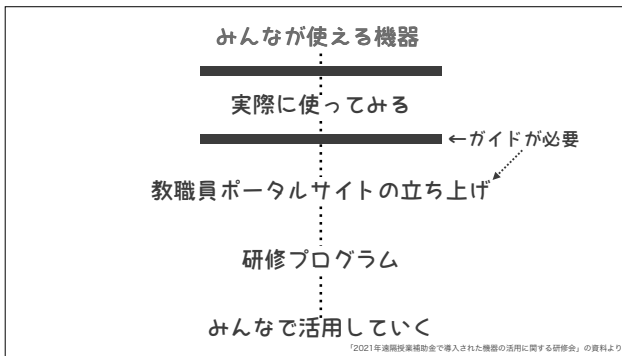 みんなが使える機器
実際に使ってみる
←ガイドが必要
教職員ポータルサイトの立ち上げ
研修プログラム
みんなで活用していく
「2021年遠隔授業補助金で導入された機器の活用に関する研修会」の資料より